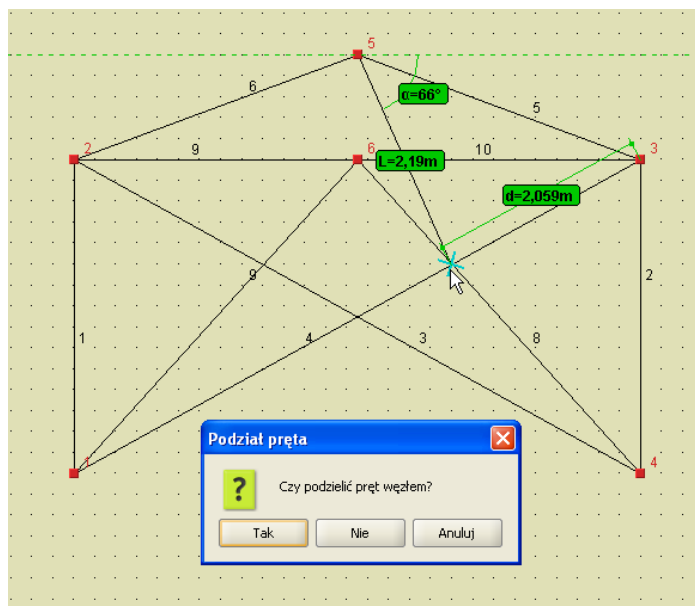 5
6
α=66°
5
2
9
6
L=2,19m
10
3
d=2,059m
9
2
1
4
3
8
1
4
Podział pręta
?
Czy podzielić pręt węzłem?
Tak
Nie
Anuluj